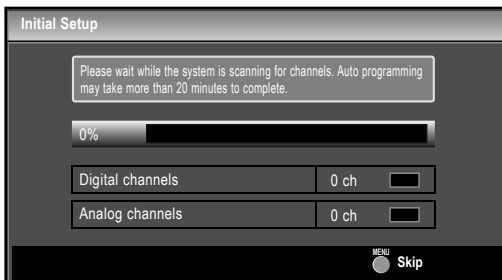 Initial Setup
Please wait while the system is scanning for channels. Auto programming
may take more than 20 minutes to complete.
0%
Digital channels 0 ch
Analog channels 0 ch
MENU
Skip